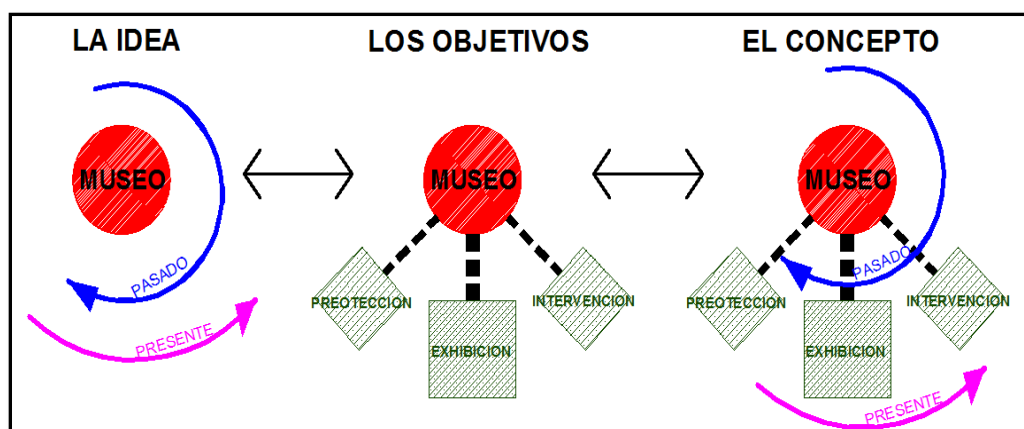 LA IDEA
LOS OBJETIVOS
EL CONCEPTO
MUSEO
PASADO
PRESENTE
MUSEO
PREOTECCION
INTERVENCION
EXHIBICION
MUSEO
PASADO
PREOTECCION
INTERVENCION
EXHIBICION
PRESENTE